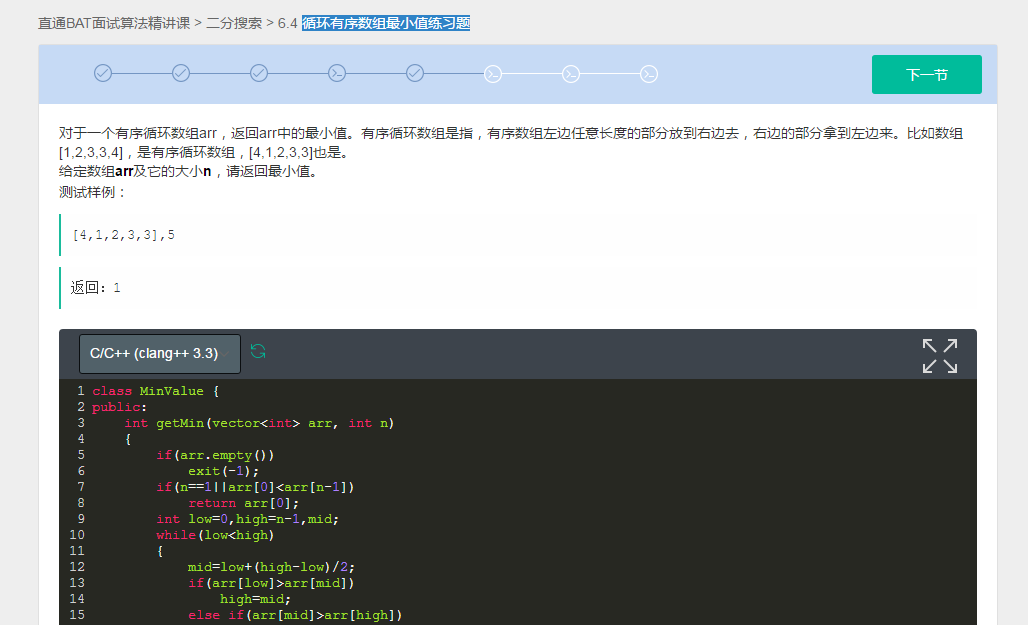 直通BAT面试算法精讲课 > 二分搜索 > 6.4 循环有序数组最小值练习题
下一节
对于一个有序循环数组arr，返回arr中的最小值。有序循环数组是指，有序数组左边任意长度的部分放到右边去，右边的部分拿到左边来。比如数组
[1,2,3,3,4]，是有序循环数组，[4,1,2,3,3]也是。
给定数组arr及它的大小n，请返回最小值。
测试样例：
[4,1,2,3,3],5
返回：1
C/C++ (clang++ 3.3)
1 class MinValue {
2 public:
3     int getMin(vector<int> arr, int n)
4     {
5         if(arr.empty())
6             exit(-1);
7         if(n==1||arr[0]<arr[n-1])
8             return arr[0];
9         int low=0,high=n-1,mid;
10         while(low<high)
11         {
12             mid=low+(high-low)/2;
13             if(arr[low]>arr[mid])
14                 high=mid;
15             else if(arr[mid]>arr[high])